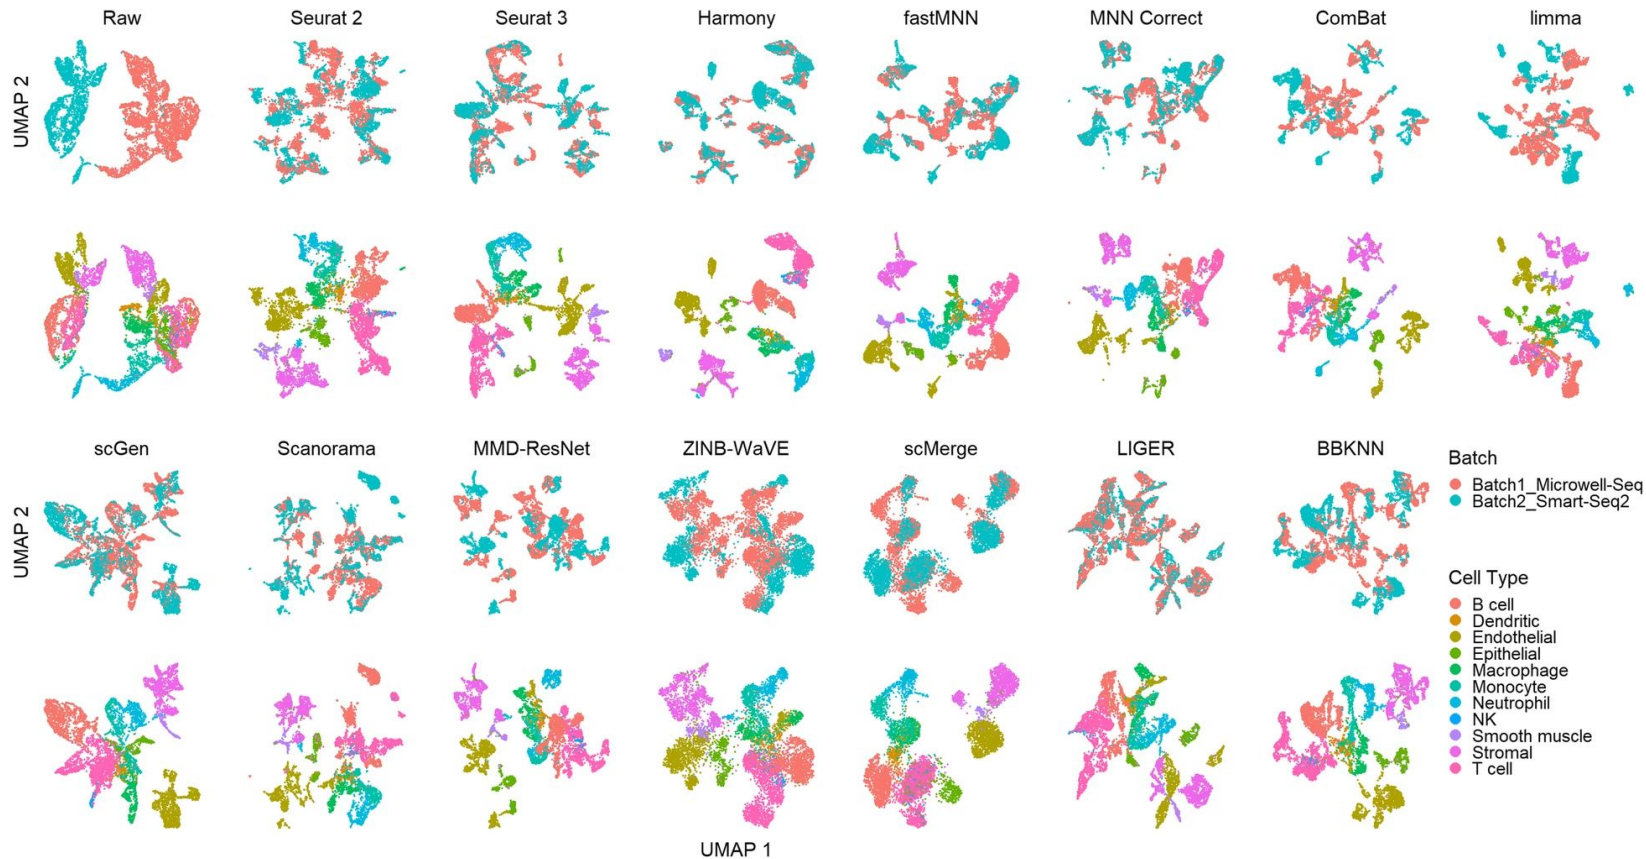 Raw
Seurat 2
Seurat 3
Harmony
fastMNN
MNN Correct
ComBat
limma
UMAP 2
scGen
Scanorama
MMD-ResNet
ZINB-WaVE
scMerge
LIGER
BBKNN
UMAP 2
Batch
Batch1_Microwell-Seq
Batch2_Smart-Seq2
Cell Type
B cell
Dendritic
Endothelial
Epithelial
Macrophage
Monocyte
Neutrophil
NK
Smooth muscle
Stromal
T cell
UMAP 1